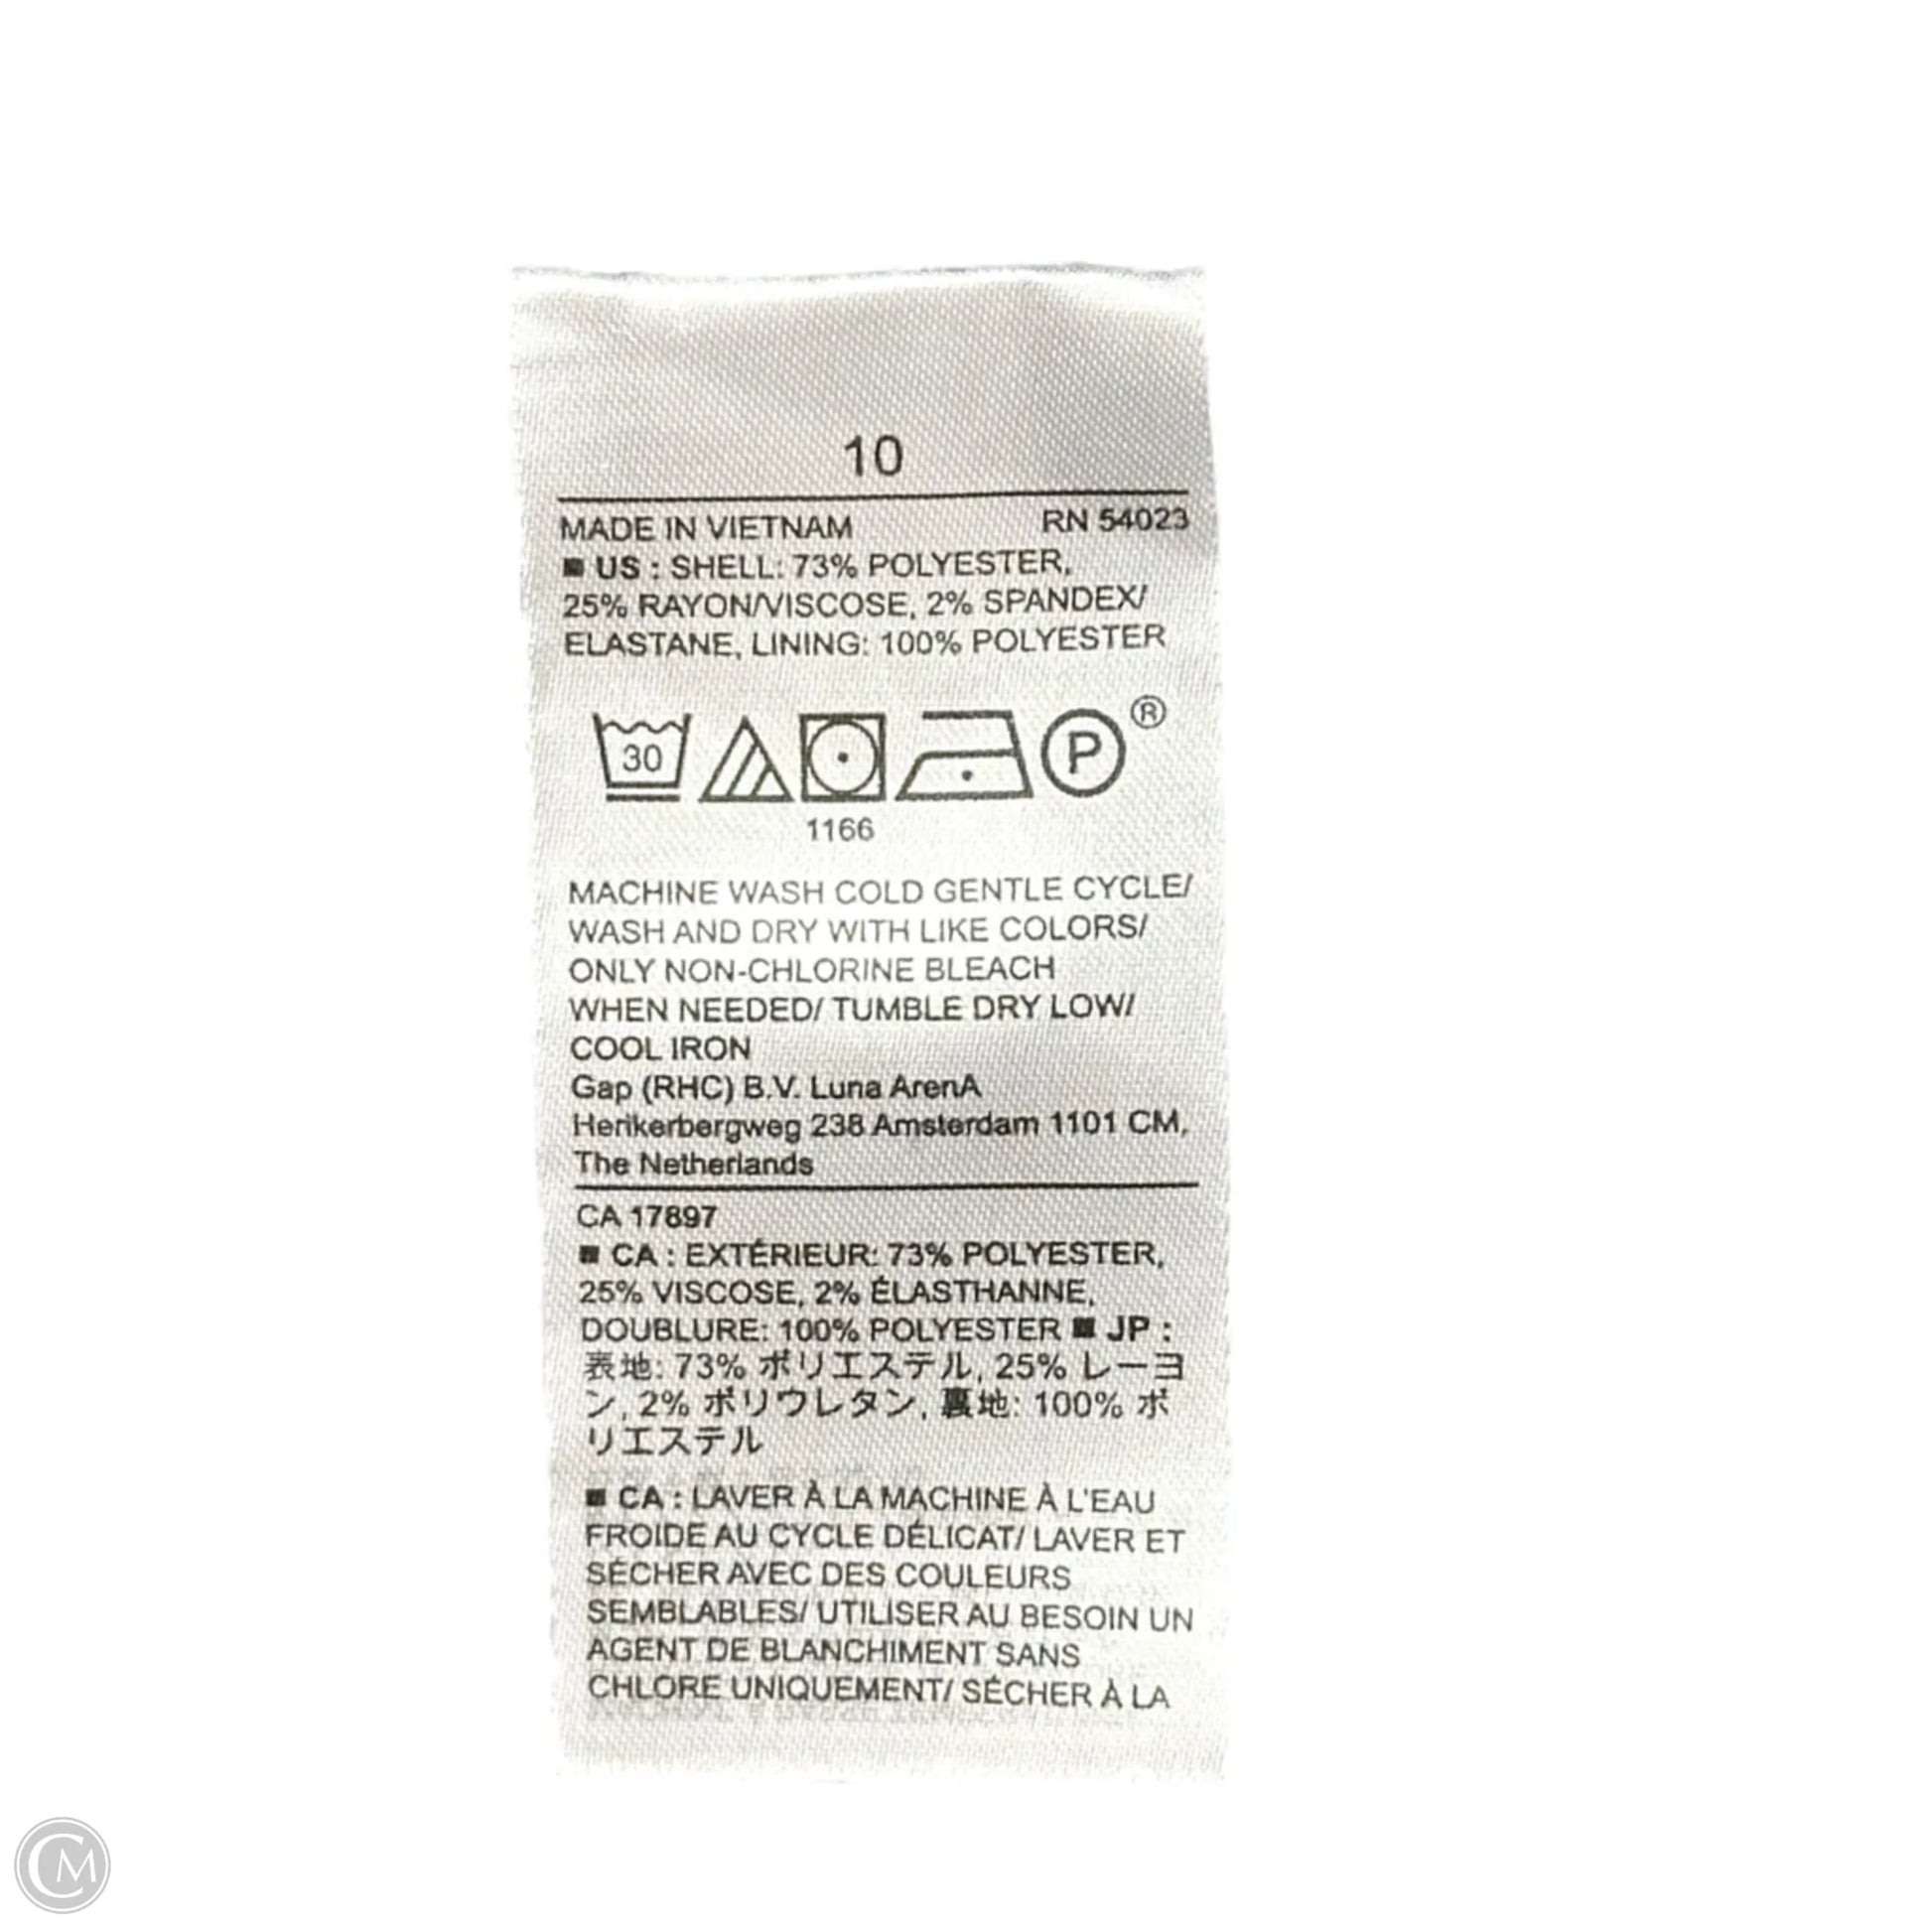 10
MADE IN VIETNAM RN 54023
■ US : SHELL: 73% POLYESTER,
25% RAYON/VISCOSE, 2% SPANDEX/
ELASTANE, LINING: 100% POLYESTER
30 P ®
1166
MACHINE WASH COLD GENTLE CYCLE/
WASH AND DRY WITH LIKE COLORS/
ONLY NON-CHLORINE BLEACH
WHEN NEEDED/ TUMBLE DRY LOW/
COOL IRON
Gap (RHC) B.V. Luna ArenA
Herikerbergweg 238 Amsterdam 1101 CM,
The Netherlands
CA 17897
■ CA : EXTÉRIEUR: 73% POLYESTER,
25% VISCOSE, 2% ÉLASTHANNE,
DOUBLURE: 100% POLYESTER ■ JP :
表地: 73% ポリエステル, 25% レーヨ
ン, 2% ポリウレタン, 裏地: 100% ポ
リエステル
■ CA : LAVER À LA MACHINE À L'EAU
FROIDE AU CYCLE DÉLICAT/ LAVER ET
SÉCHER AVEC DES COULEURS
SEMBLABLES/ UTILISER AU BESOIN UN
AGENT DE BLANCHIMENT SANS
CHLORE UNIQUEMENT/ SÉCHER À LA
CM